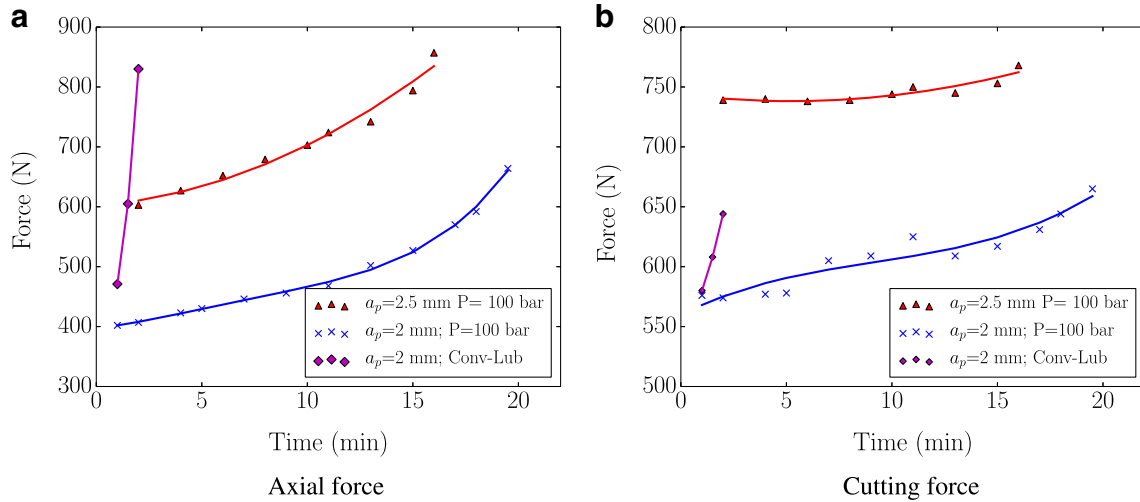 a
900
800
700
600
500
400
300
0 5 10 15 20
Force (N)
Time (min)
a_p=2.5 mm P= 100 bar
a_p=2 mm; P=100 bar
a_p=2 mm; Conv-Lub
Axial force
b
800
750
700
650
600
550
500
0 5 10 15 20
Force (N)
Time (min)
a_p=2.5 mm P= 100 bar
a_p=2 mm; P=100 bar
a_p=2 mm; Conv-Lub
Cutting force